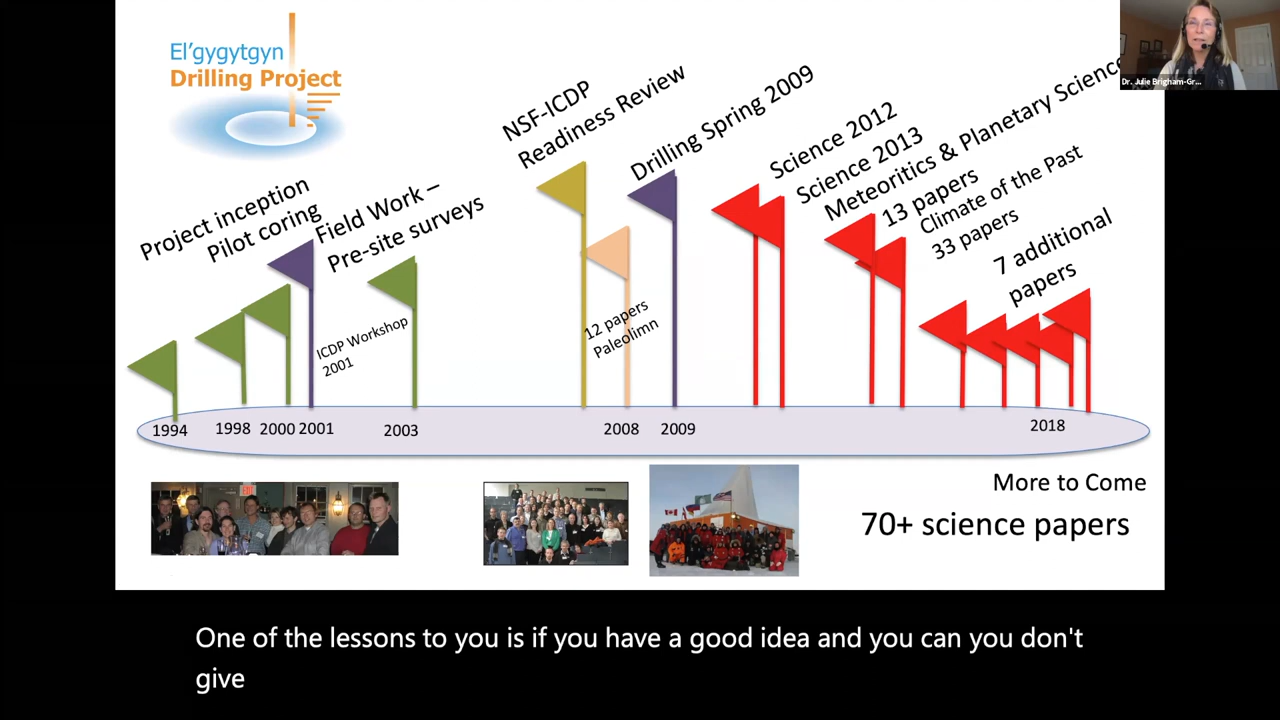 El'gygytgyn
Drilling Project
Project inception
Pilot coring
Field Work –
Pre-site surveys
ICDP Workshop
2001
NSF-ICDP
Readiness Review
12 papers
Paleolimn
Drilling Spring 2009
Science 2012
Science 2013
Meteoritics & Planetary Science
13 papers
Climate of the Past
33 papers
7 additional
papers
1994
1998
2000
2001
2003
2008
2009
2018
More to Come
70+ science papers
Dr. Julie Brigham-Gr...
One of the lessons to you is if you have a good idea and you can you don't
give